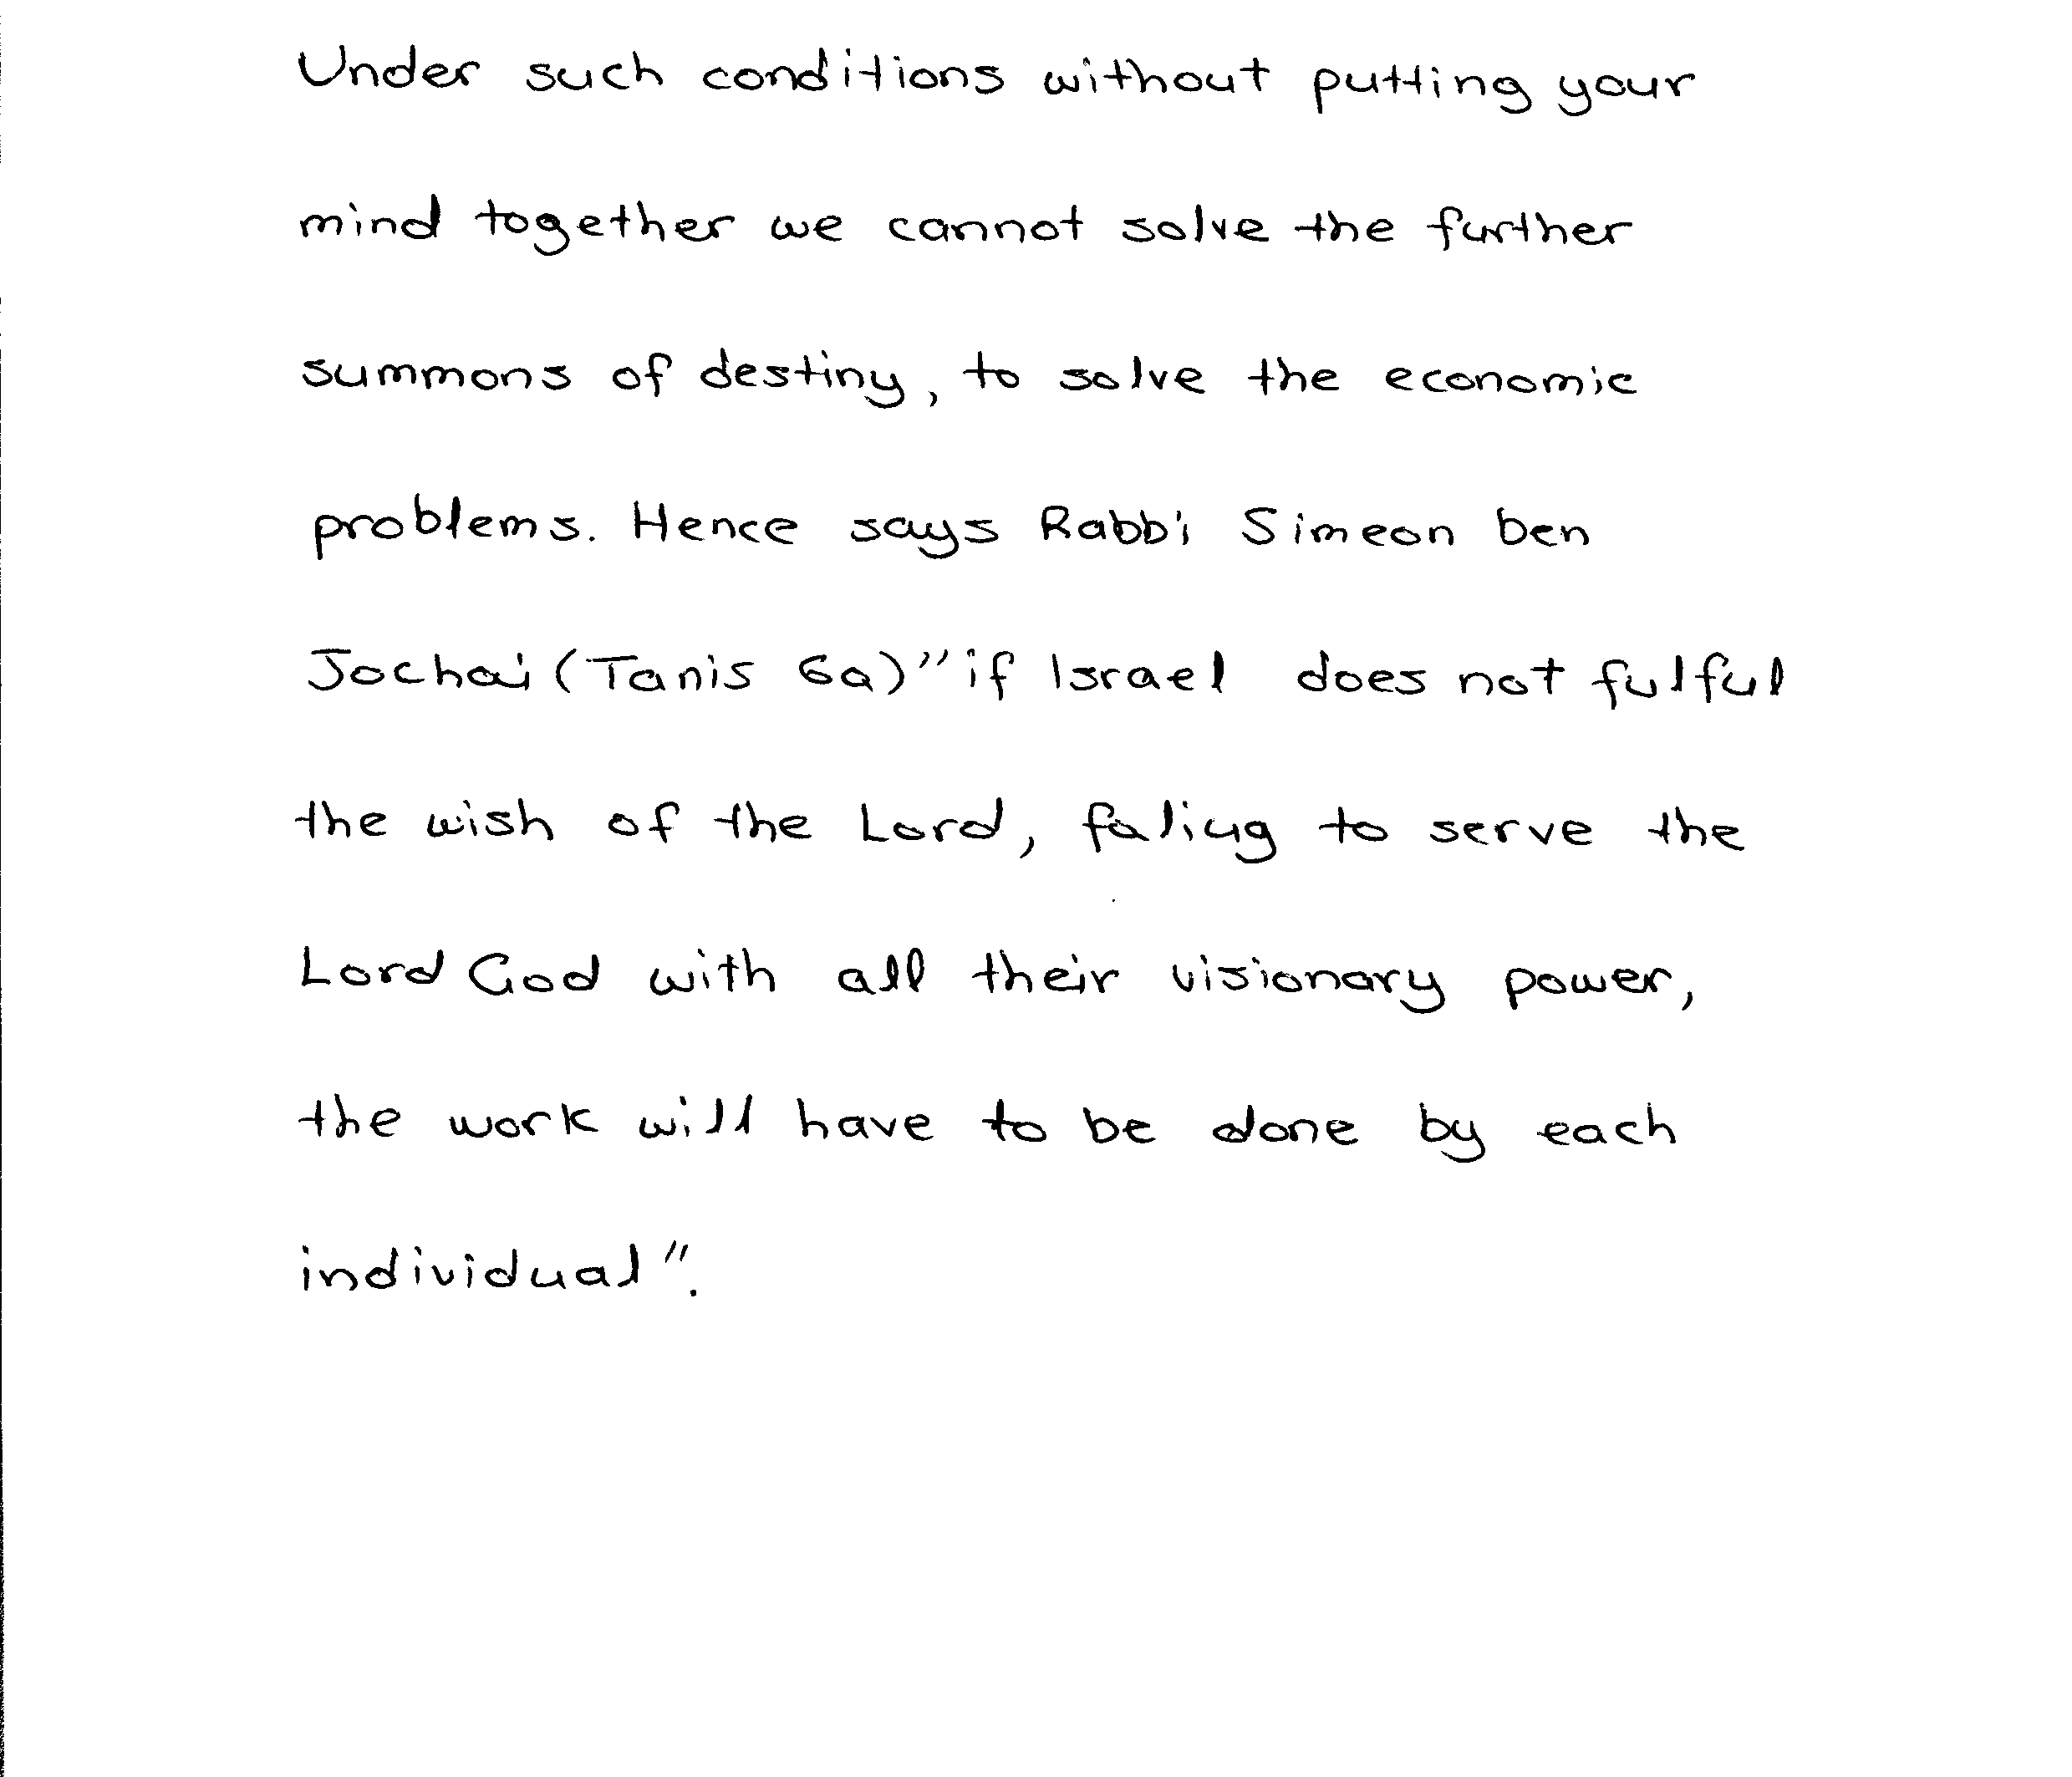 Under such conditions without putting your
mind together we cannot solve the further
summons of destiny, to solve the economic
problems. Hence says Rabbi Simeon ben
Jochai (Tanis 6a) "if Israel does not fulful
the wish of the Lord, faliug to serve the
Lord God with all their visionary power,
the work will have to be done by each
individual".